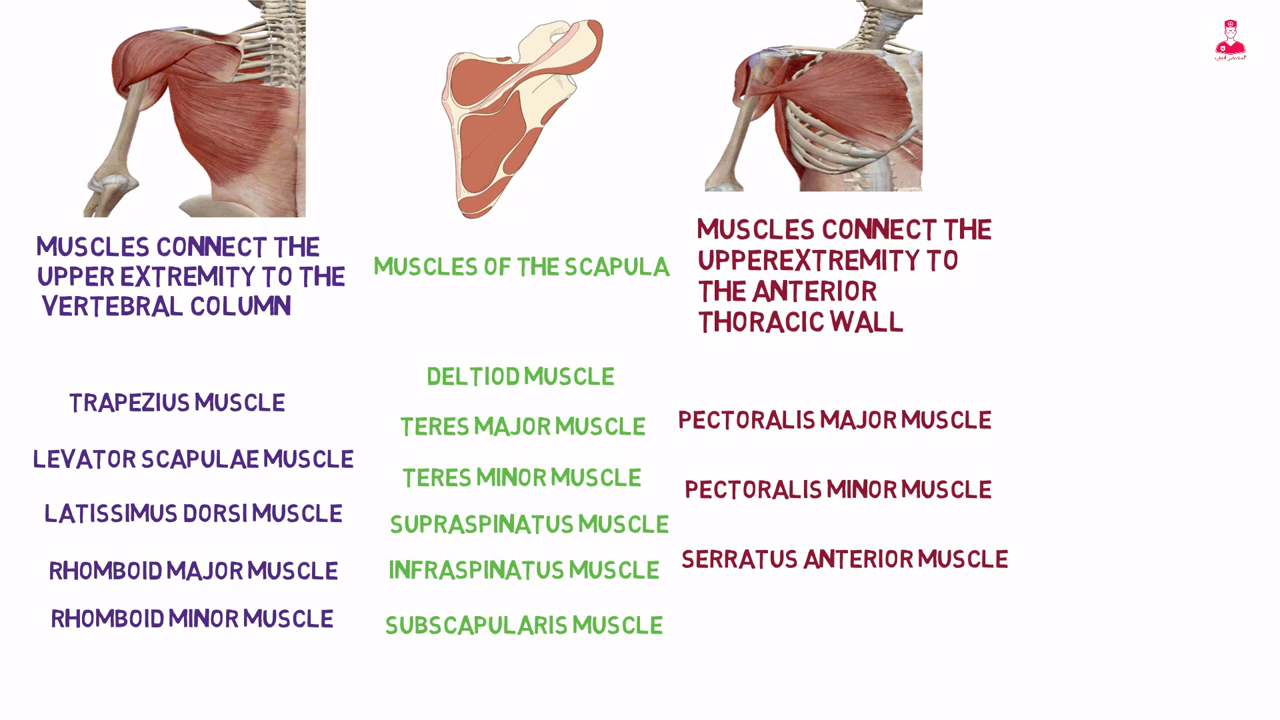 MUSCLES CONNECT THE
UPPER EXTREMITY TO THE
VERTEBRAL COLUMN
TRAPEZIUS MUSCLE
LEVATOR SCAPULAE MUSCLE
LATISSIMUS DORSI MUSCLE
RHOMBOID MAJOR MUSCLE
RHOMBOID MINOR MUSCLE
MUSCLES OF THE SCAPULA
DELTIOD MUSCLE
TERES MAJOR MUSCLE
TERES MINOR MUSCLE
SUPRASPINATUS MUSCLE
INFRASPINATUS MUSCLE
SUBSCAPULARIS MUSCLE
MUSCLES CONNECT THE
UPPEREXTREMITY TO
THE ANTERIOR
THORACIC WALL
PECTORALIS MAJOR MUSCLE
PECTORALIS MINOR MUSCLE
SERRATUS ANTERIOR MUSCLE